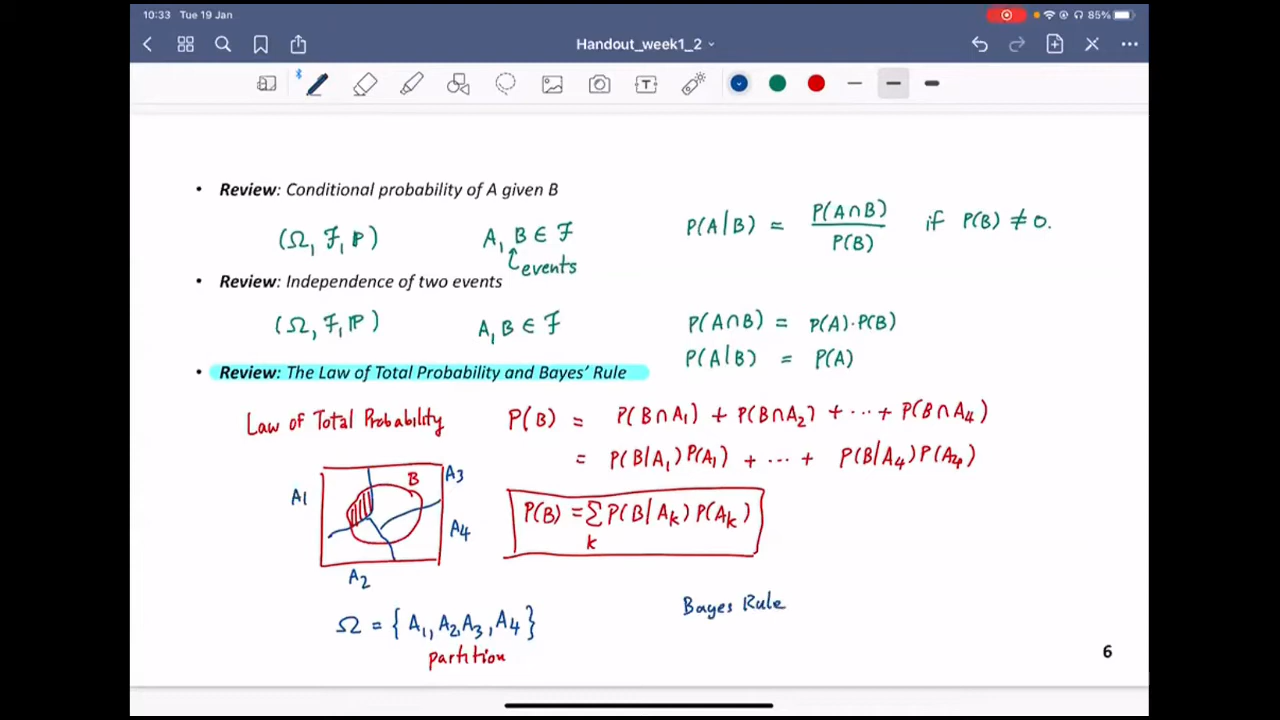 10:33 Tue 19 Jan
85%
Handout_week1_2
• Review: Conditional probability of A given B
(Ω, F, P) A, B ∈ F P(A|B) = P(A∩B) / P(B) if P(B) ≠ 0.
events
• Review: Independence of two events
(Ω, F, P) A, B ∈ F P(A∩B) = P(A)·P(B)
P(A|B) = P(A)
• Review: The Law of Total Probability and Bayes' Rule
Law of Total Probability P(B) = P(B∩A₁) + P(B∩A₂) + ··· + P(B∩A₄)
= P(B|A₁)P(A₁) + ··· + P(B|A₄)P(A₄)
B A3
A1
A4
A2
P(B) = Σ P(B|Aₖ) P(Aₖ)
k
Ω = {A₁, A₂, A₃, A₄}
partition
Bayes Rule
6